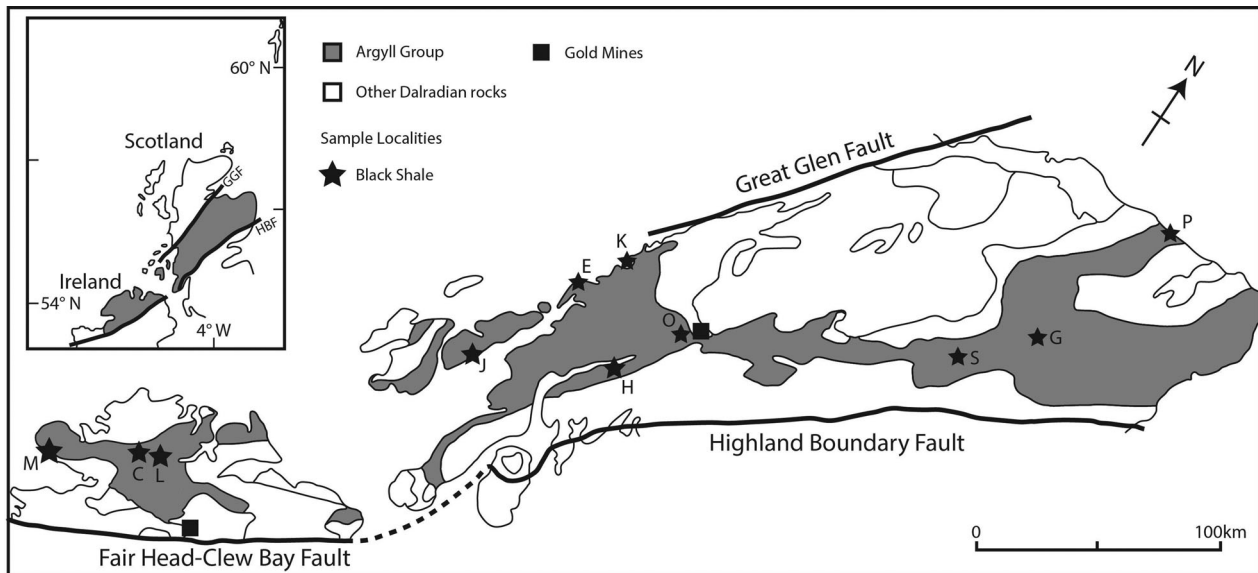 60° N
Scotland
GGF
HBF
Ireland
54° N
4° W
Argyll Group
Gold Mines
Other Dalradian rocks
Sample Localities
Black Shale
N
Great Glen Fault
P
K
E
O
G
J
S
H
Highland Boundary Fault
M
C
L
0
100km
Fair Head-Clew Bay Fault